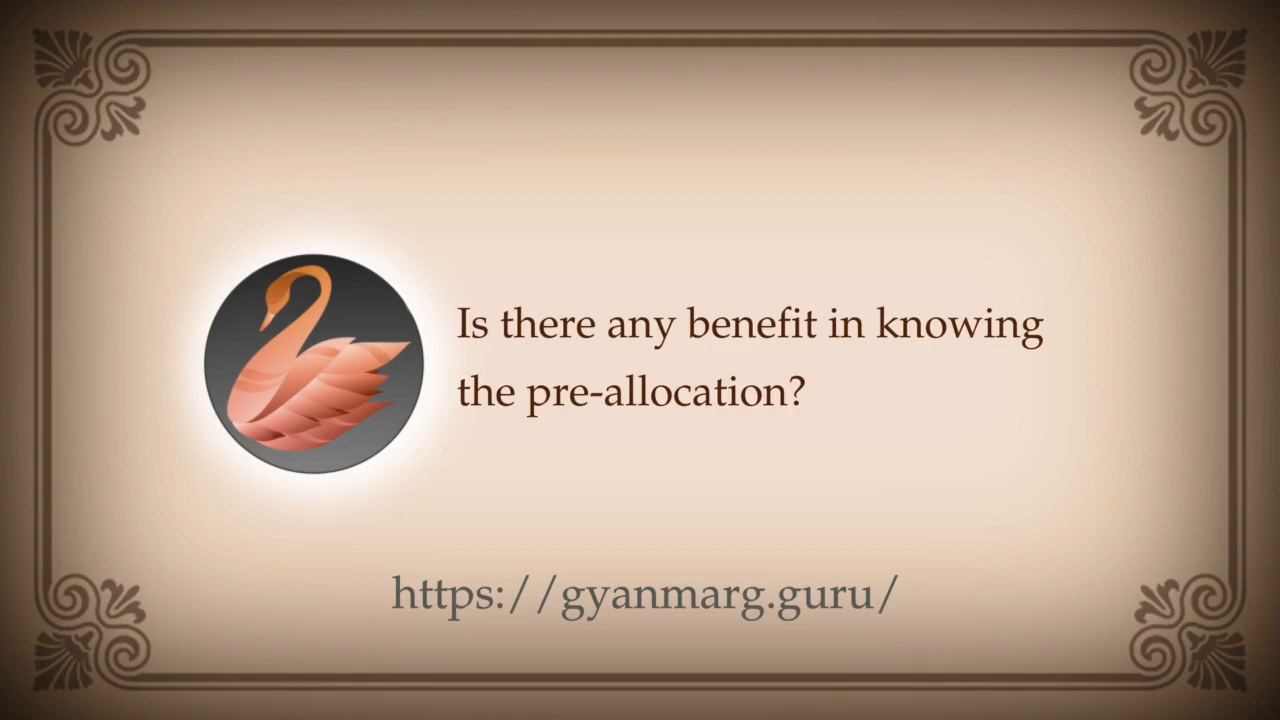 Is there any benefit in knowing
the pre-allocation?
https://gyanmarg.guru/